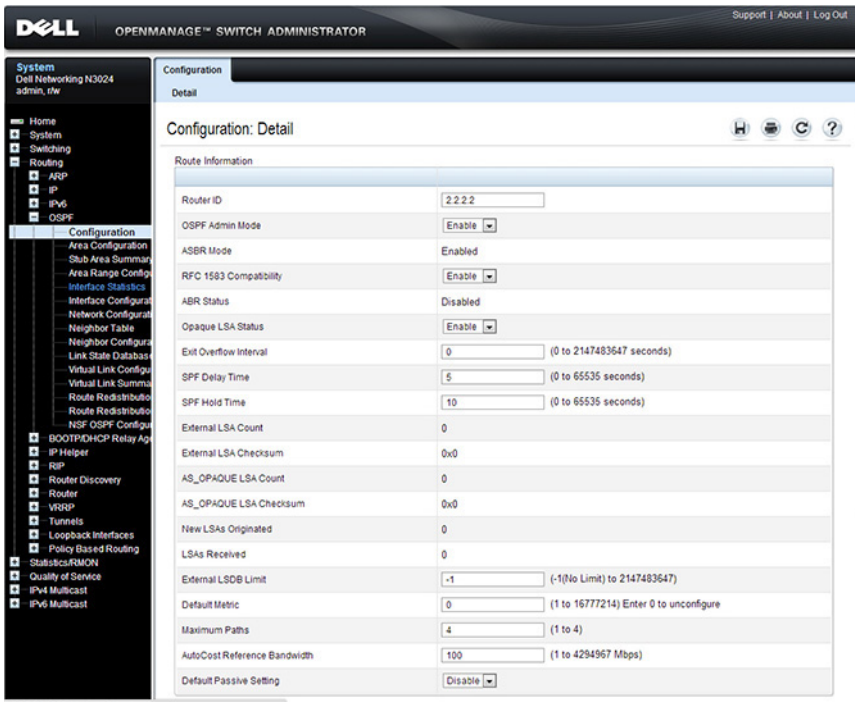 DELL OPENMANAGE™ SWITCH ADMINISTRATOR
Support | About | Log Out
System
Dell Networking N3024
admin, r/w
Home
System
Switching
Routing
ARP
IP
IPv6
OSPF
Configuration
Area Configuration
Stub Area Summary
Area Range Configu
Interface Statistics
Interface Configurat
Network Configurati
Neighbor Table
Neighbor Configura
Link State Database
Virtual Link Configu
Virtual Link Summa
Route Redistributio
Route Redistributio
NSF OSPF Configu
BOOTP/DHCP Relay Age
IP Helper
RIP
Router Discovery
Router
VRRP
Tunnels
Loopback Interfaces
Policy Based Routing
Statistics/RMON
Quality of Service
IPv4 Multicast
IPv6 Multicast
Configuration
Detail
Configuration: Detail
Route Information
Router ID 2.2.2.2
OSPF Admin Mode Enable
ASBR Mode Enabled
RFC 1583 Compatibility Enable
ABR Status Disabled
Opaque LSA Status Enable
Exit Overflow Interval 0 (0 to 2147483647 seconds)
SPF Delay Time 5 (0 to 65535 seconds)
SPF Hold Time 10 (0 to 65535 seconds)
External LSA Count 0
External LSA Checksum 0x0
AS_OPAQUE LSA Count 0
AS_OPAQUE LSA Checksum 0x0
New LSAs Originated 0
LSAs Received 0
External LSDB Limit -1 (-1(No Limit) to 2147483647)
Default Metric 0 (1 to 16777214) Enter 0 to unconfigure
Maximum Paths 4 (1 to 4)
AutoCost Reference Bandwidth 100 (1 to 4294967 Mbps)
Default Passive Setting Disable